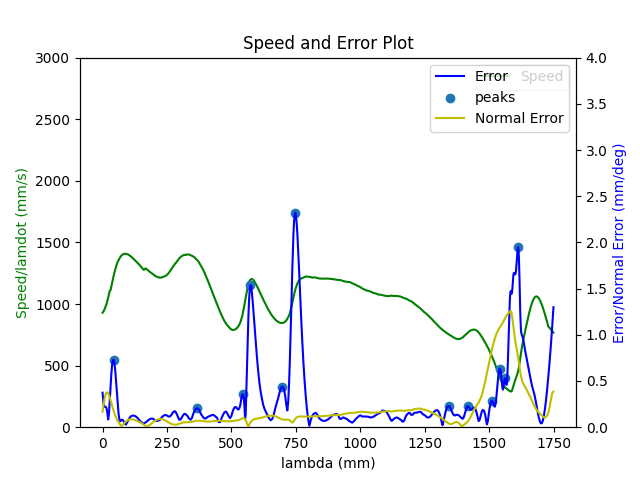 Speed and Error Plot
3000
2500
2000
1500
1000
500
0
Speed/lamdot (mm/s)
4.0
3.5
3.0
2.5
2.0
1.5
1.0
0.5
0.0
Error/Normal Error (mm/deg)
Error
Speed
peaks
Normal Error
0 250 500 750 1000 1250 1500 1750
lambda (mm)